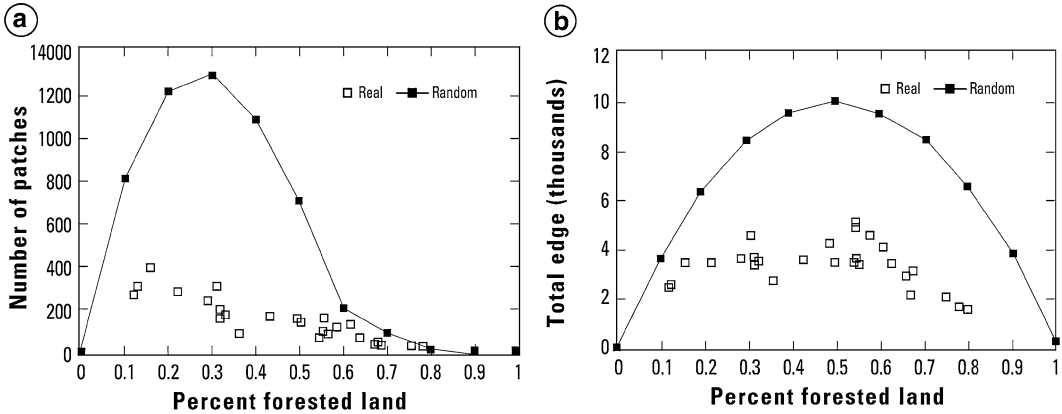 a
14000
1200
1000
800
600
400
200
0
Number of patches
Real
Random
0 0.1 0.2 0.3 0.4 0.5 0.6 0.7 0.8 0.9 1
Percent forested land
b
12
10
8
6
4
2
0
Total edge (thousands)
Real
Random
0 0.1 0.2 0.3 0.4 0.5 0.6 0.7 0.8 0.9 1
Percent forested land